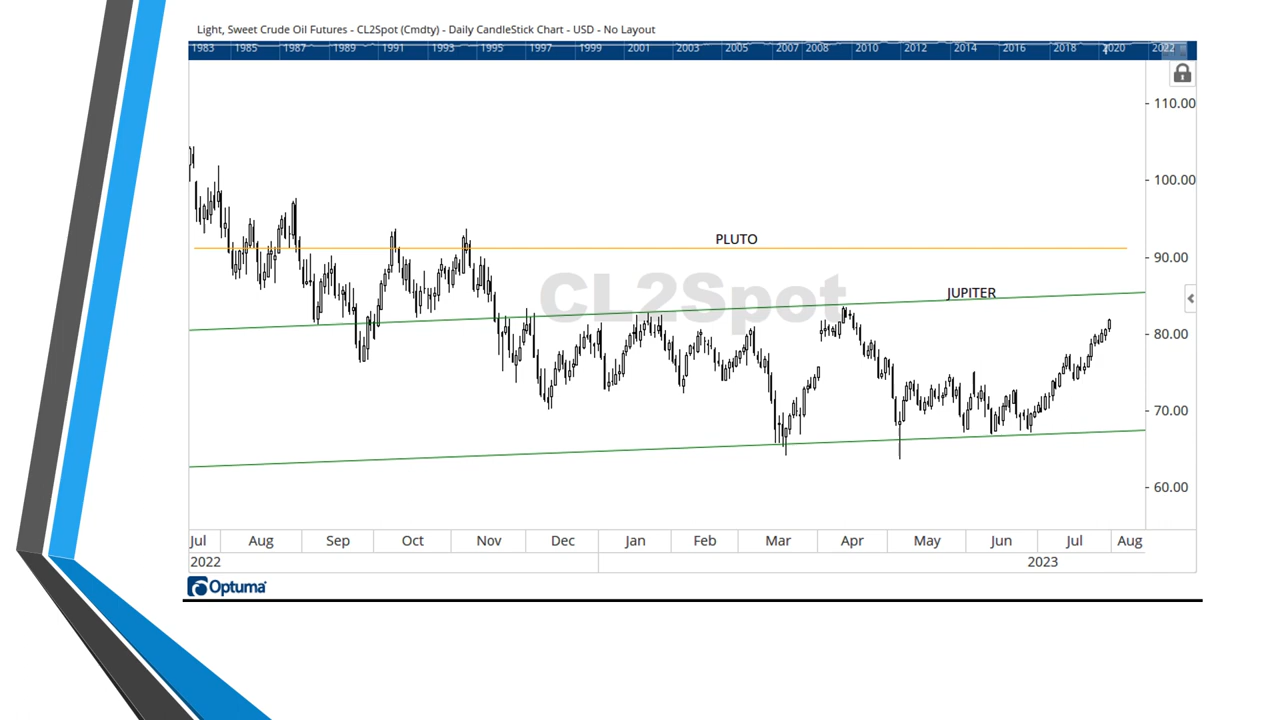 Light, Sweet Crude Oil Futures - CL2Spot (Cmdty) - Daily CandleStick Chart - USD - No Layout
1983 1985 1987 1989 1991 1993 1995 1997 1999 2001 2003 2005 2007 2008 2010 2012 2014 2016 2018 2020 2022
110.00
100.00
PLUTO
90.00
CL2Spot
JUPITER
80.00
70.00
60.00
Jul Aug Sep Oct Nov Dec Jan Feb Mar Apr May Jun Jul Aug
2022 2023
Optuma